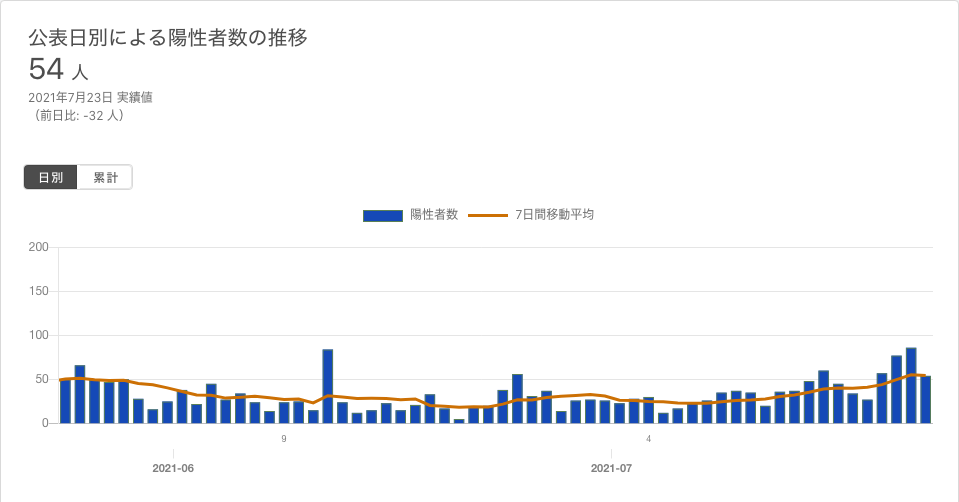 公表日別による陽性者数の推移
54 人
2021年7月23日 実績値
（前日比: -32 人）
日別 累計
陽性者数 7日間移動平均
200
150
100
50
0
9 4
2021-06 2021-07